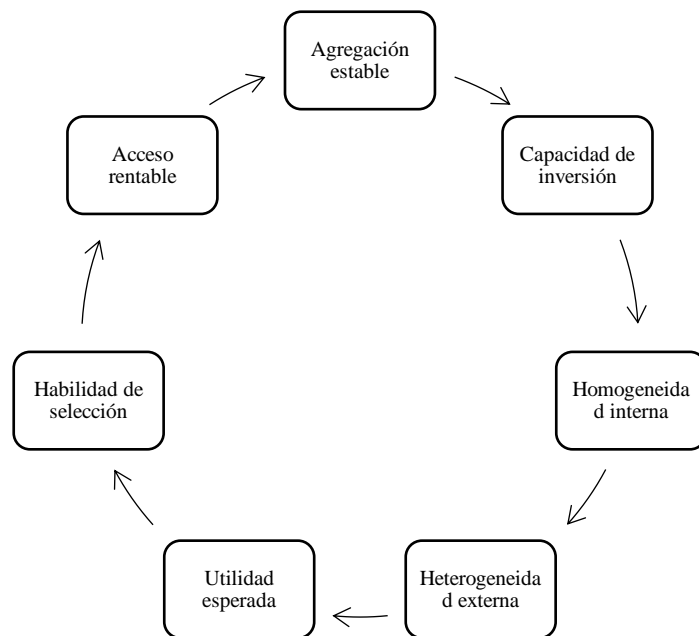 Agregación
estable
Capacidad de
inversión
Homogeneida
d interna
Heterogeneida
d externa
Utilidad
esperada
Habilidad de
selección
Acceso
rentable